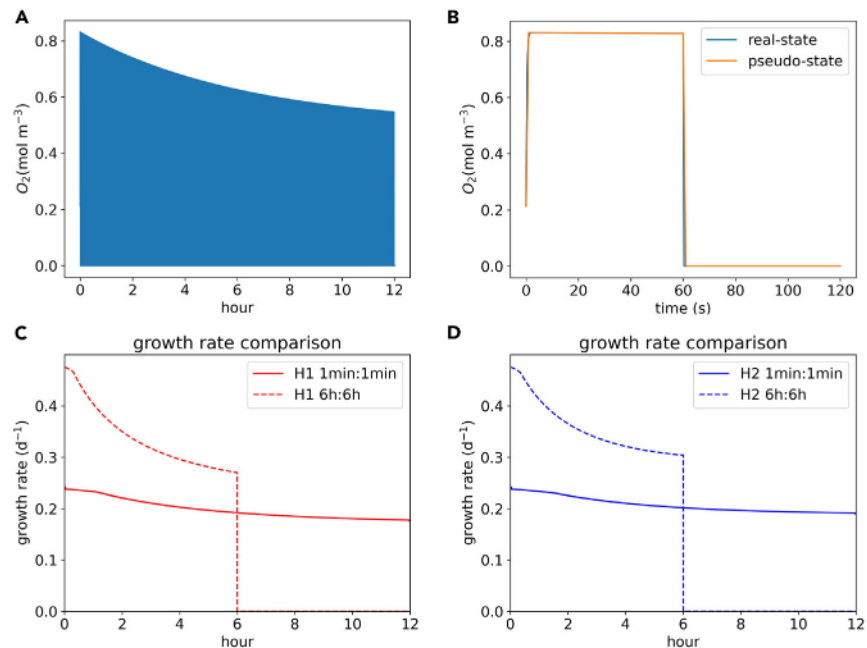 A
O₂(mol m⁻³)
0.8
0.6
0.4
0.2
0.0
0 2 4 6 8 10 12
hour
B
O₂(mol m⁻³)
0.8
0.6
0.4
0.2
0.0
real-state
pseudo-state
0 20 40 60 80 100 120
time (s)
C
growth rate comparison
growth rate (d⁻¹)
0.4
0.3
0.2
0.1
0.0
H1 1min:1min
H1 6h:6h
0 2 4 6 8 10 12
hour
D
growth rate comparison
growth rate (d⁻¹)
0.4
0.3
0.2
0.1
0.0
H2 1min:1min
H2 6h:6h
0 2 4 6 8 10 12
hour